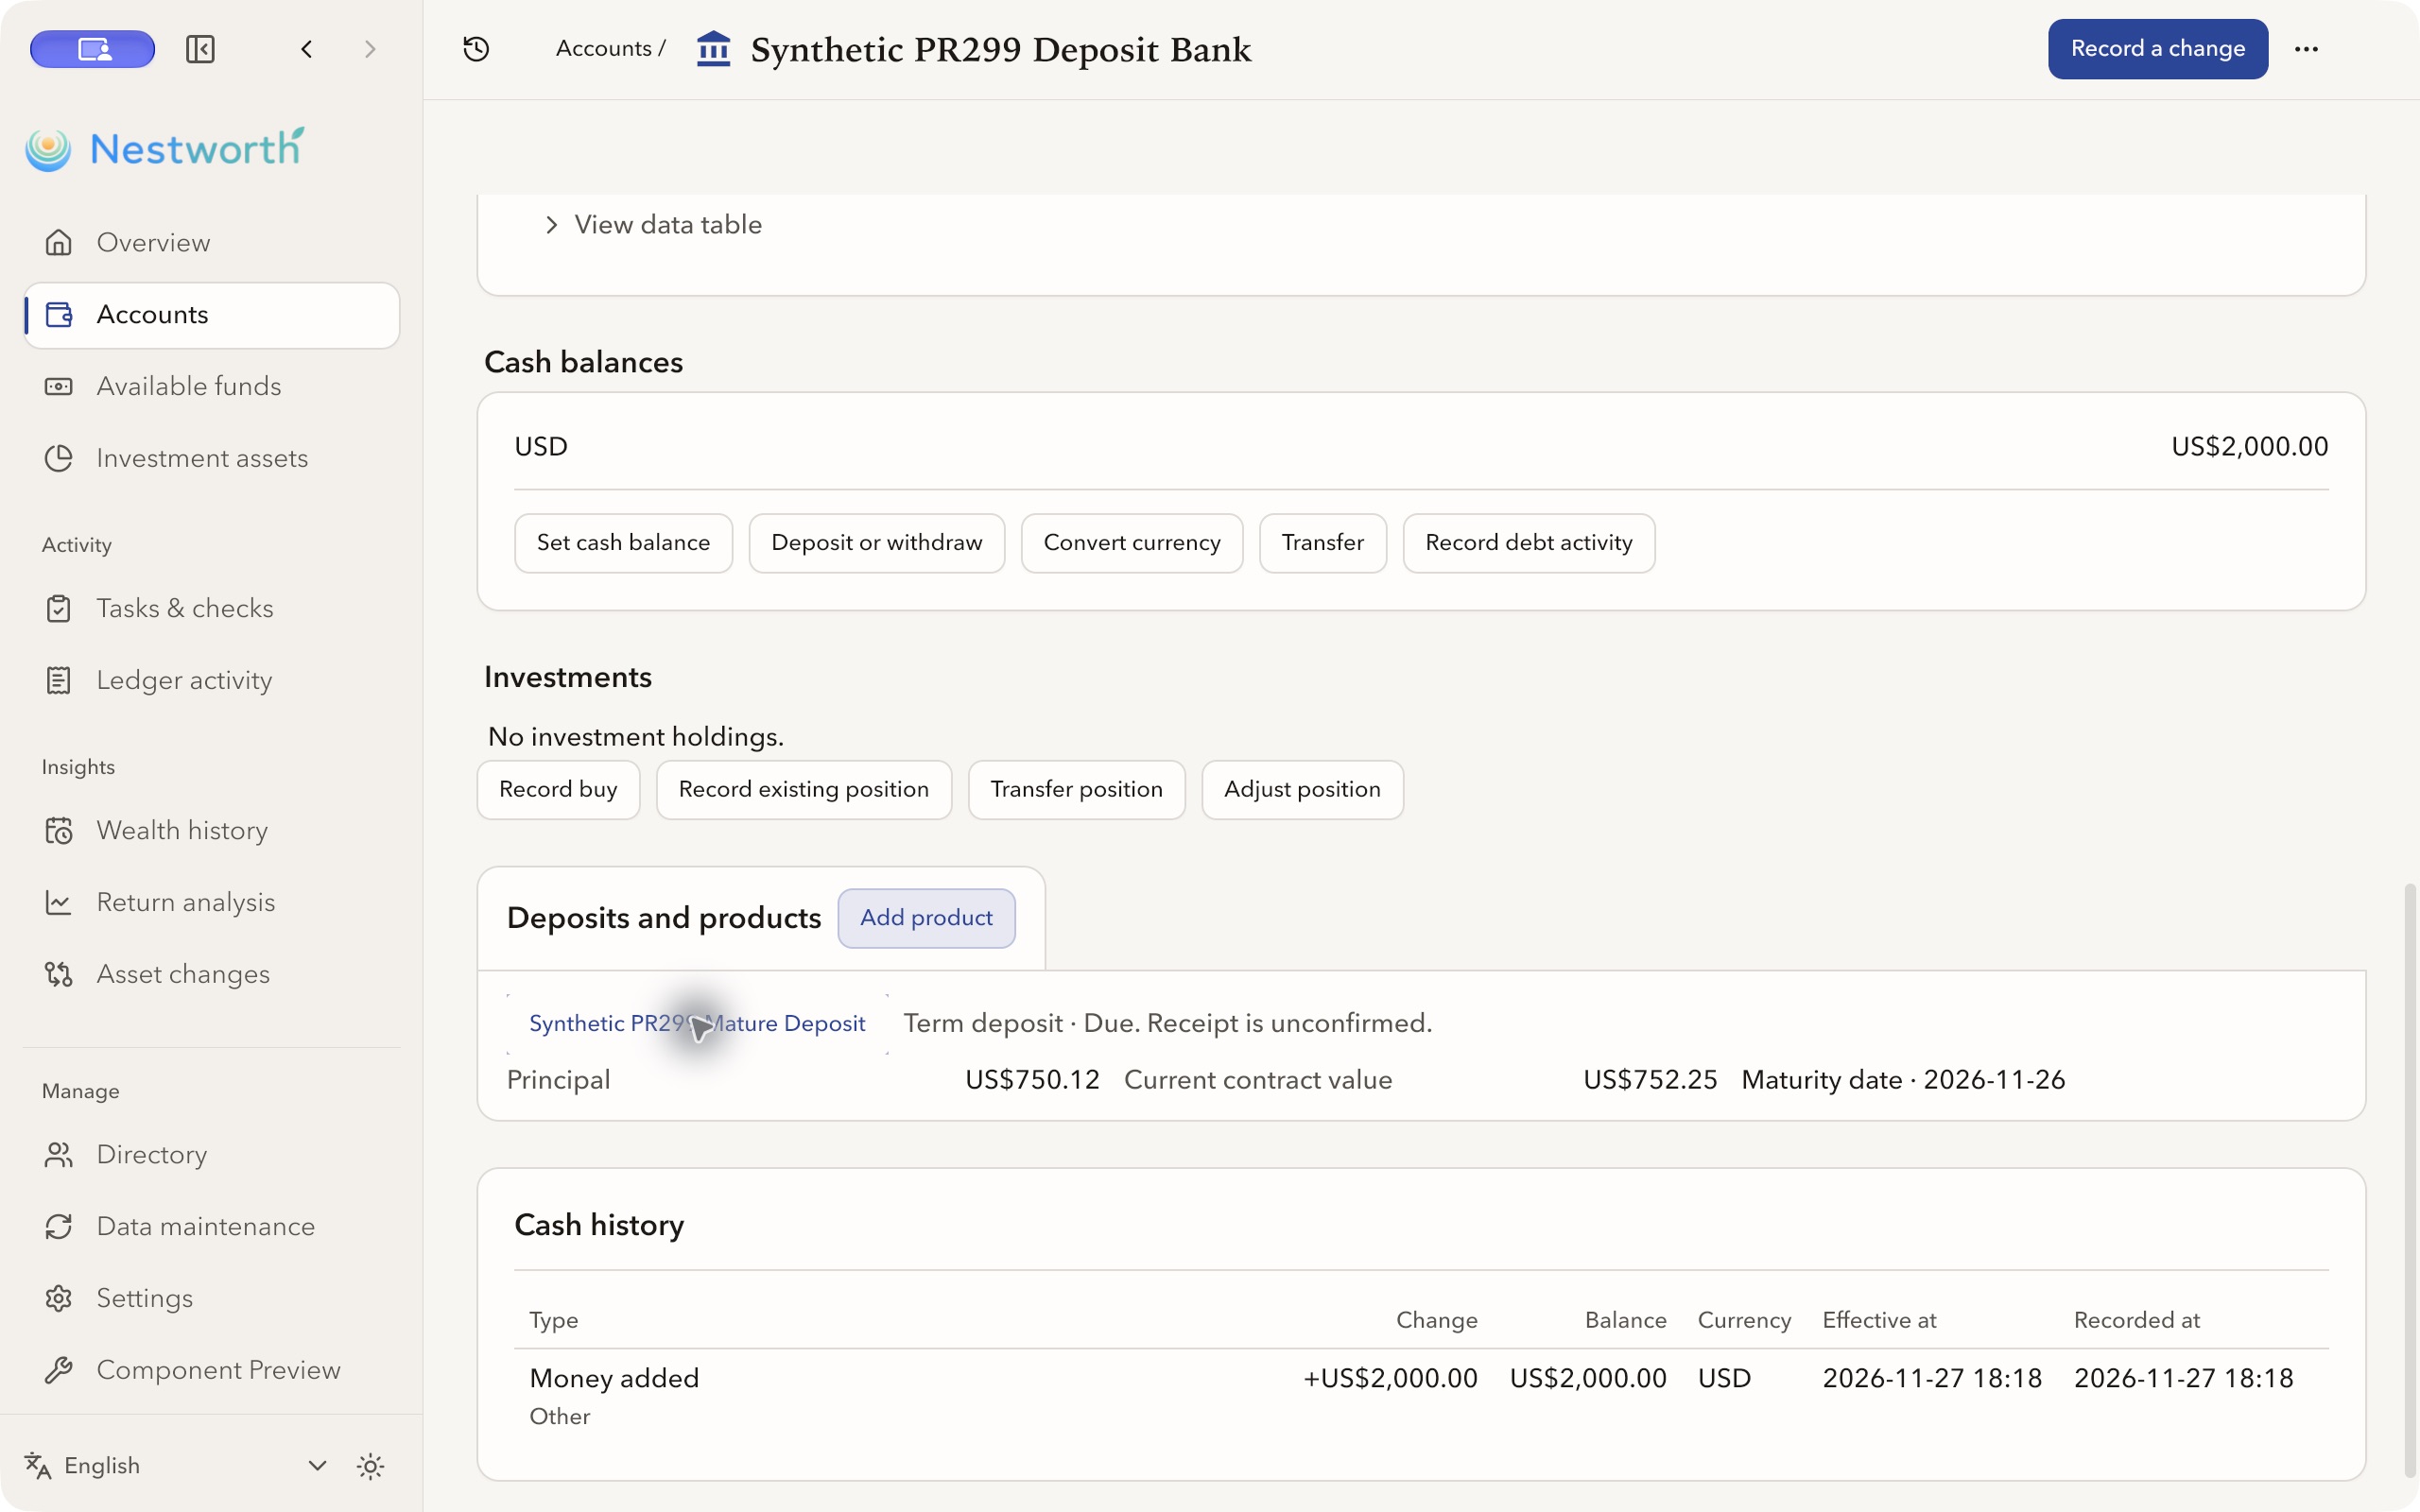 Accounts /
Synthetic PR299 Deposit Bank
Record a change
Nestworth
Overview
Accounts
Available funds
Investment assets
Activity
Tasks & checks
Ledger activity
Insights
Wealth history
Return analysis
Asset changes
Manage
Directory
Data maintenance
Settings
Component Preview
English
View data table
Cash balances
USD US$2,000.00
Set cash balance Deposit or withdraw Convert currency Transfer Record debt activity
Investments
No investment holdings.
Record buy Record existing position Transfer position Adjust position
Deposits and products Add product
Synthetic PR299 Mature Deposit Term deposit · Due. Receipt is unconfirmed.
Principal US$750.12 Current contract value US$752.25 Maturity date · 2026-11-26
Cash history
Type Change Balance Currency Effective at Recorded at
Money added +US$2,000.00 US$2,000.00 USD 2026-11-27 18:18 2026-11-27 18:18
Other